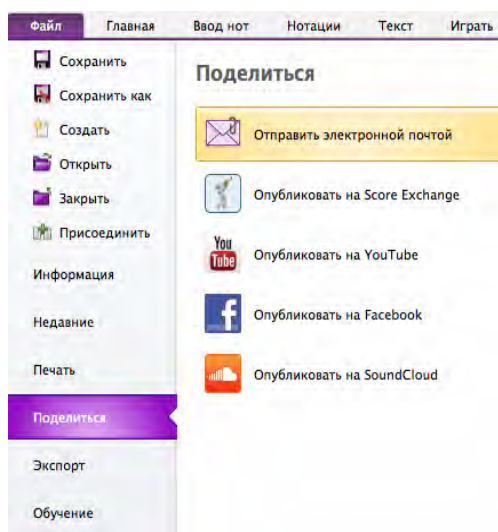 Файл Главная Ввод нот Нотации Текст Играть
Сохранить
Сохранить как
Создать
Открыть
Закрыть
Присоединить
Информация
Недавние
Печать
Поделиться
Экспорт
Обучение
Поделиться
Отправить электронной почтой
Опубликовать на Score Exchange
You
Tube
Опубликовать на YouTube
f
Опубликовать на Facebook
Опубликовать на SoundCloud